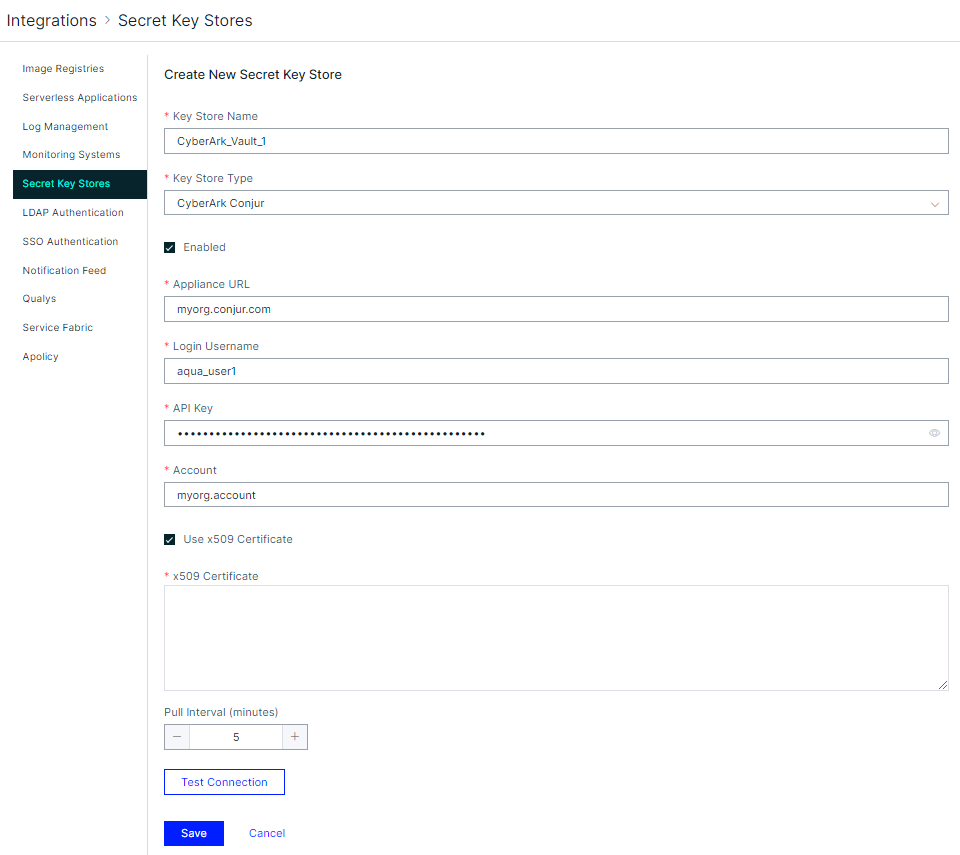 Integrations > Secret Key Stores
Image Registries
Serverless Applications
Log Management
Monitoring Systems
Secret Key Stores
LDAP Authentication
SSO Authentication
Notification Feed
Qualys
Service Fabric
Apolicy
Create New Secret Key Store
* Key Store Name
CyberArk_Vault_1
* Key Store Type
CyberArk Conjur
Enabled
* Appliance URL
myorg.conjur.com
* Login Username
aqua_user1
* API Key
•••••••••••••••••••••••••••••••••••••••••••••••••
* Account
myorg.account
Use x509 Certificate
* x509 Certificate
Pull Interval (minutes)
− 5 +
Test Connection
Save Cancel